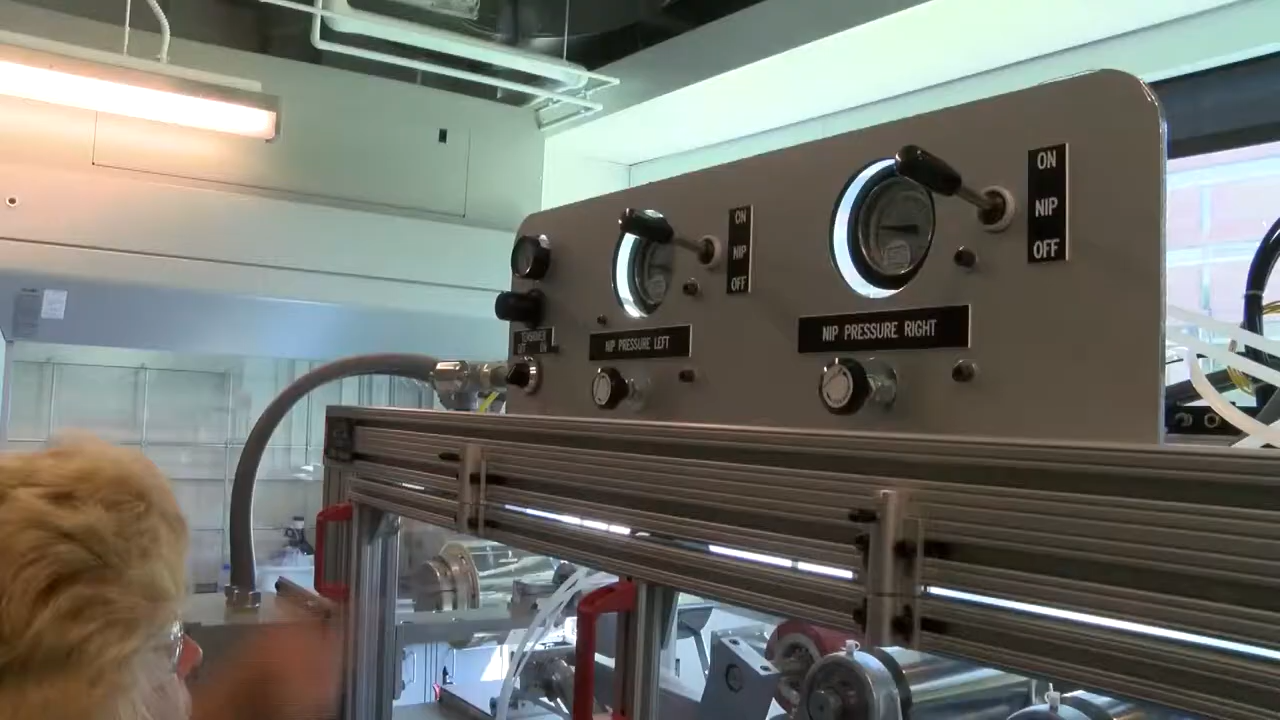 ON
NIP
OFF
ON
NIP
OFF
NIP PRESSURE LEFT
NIP PRESSURE RIGHT